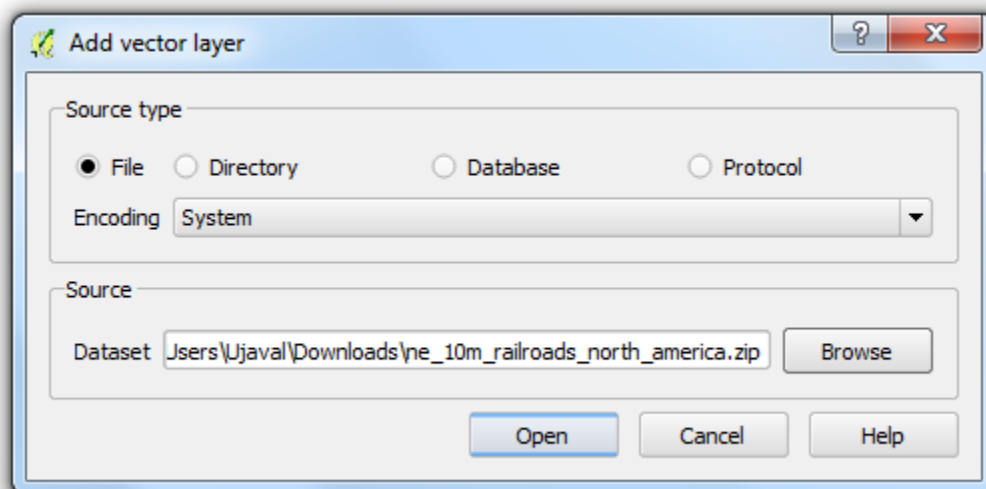 Add vector layer
Source type
File Directory Database Protocol
Encoding System
Source
Dataset Jsers\Ujaval\Downloads\ne_10m_railroads_north_america.zip Browse
Open Cancel Help